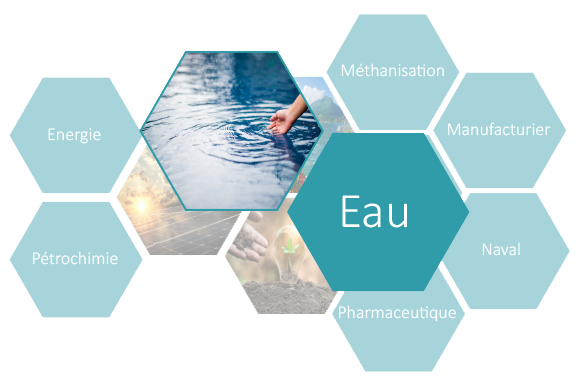 Méthanisation
Energie
Manufacturier
Eau
Pétrochimie
Naval
Pharmaceutique